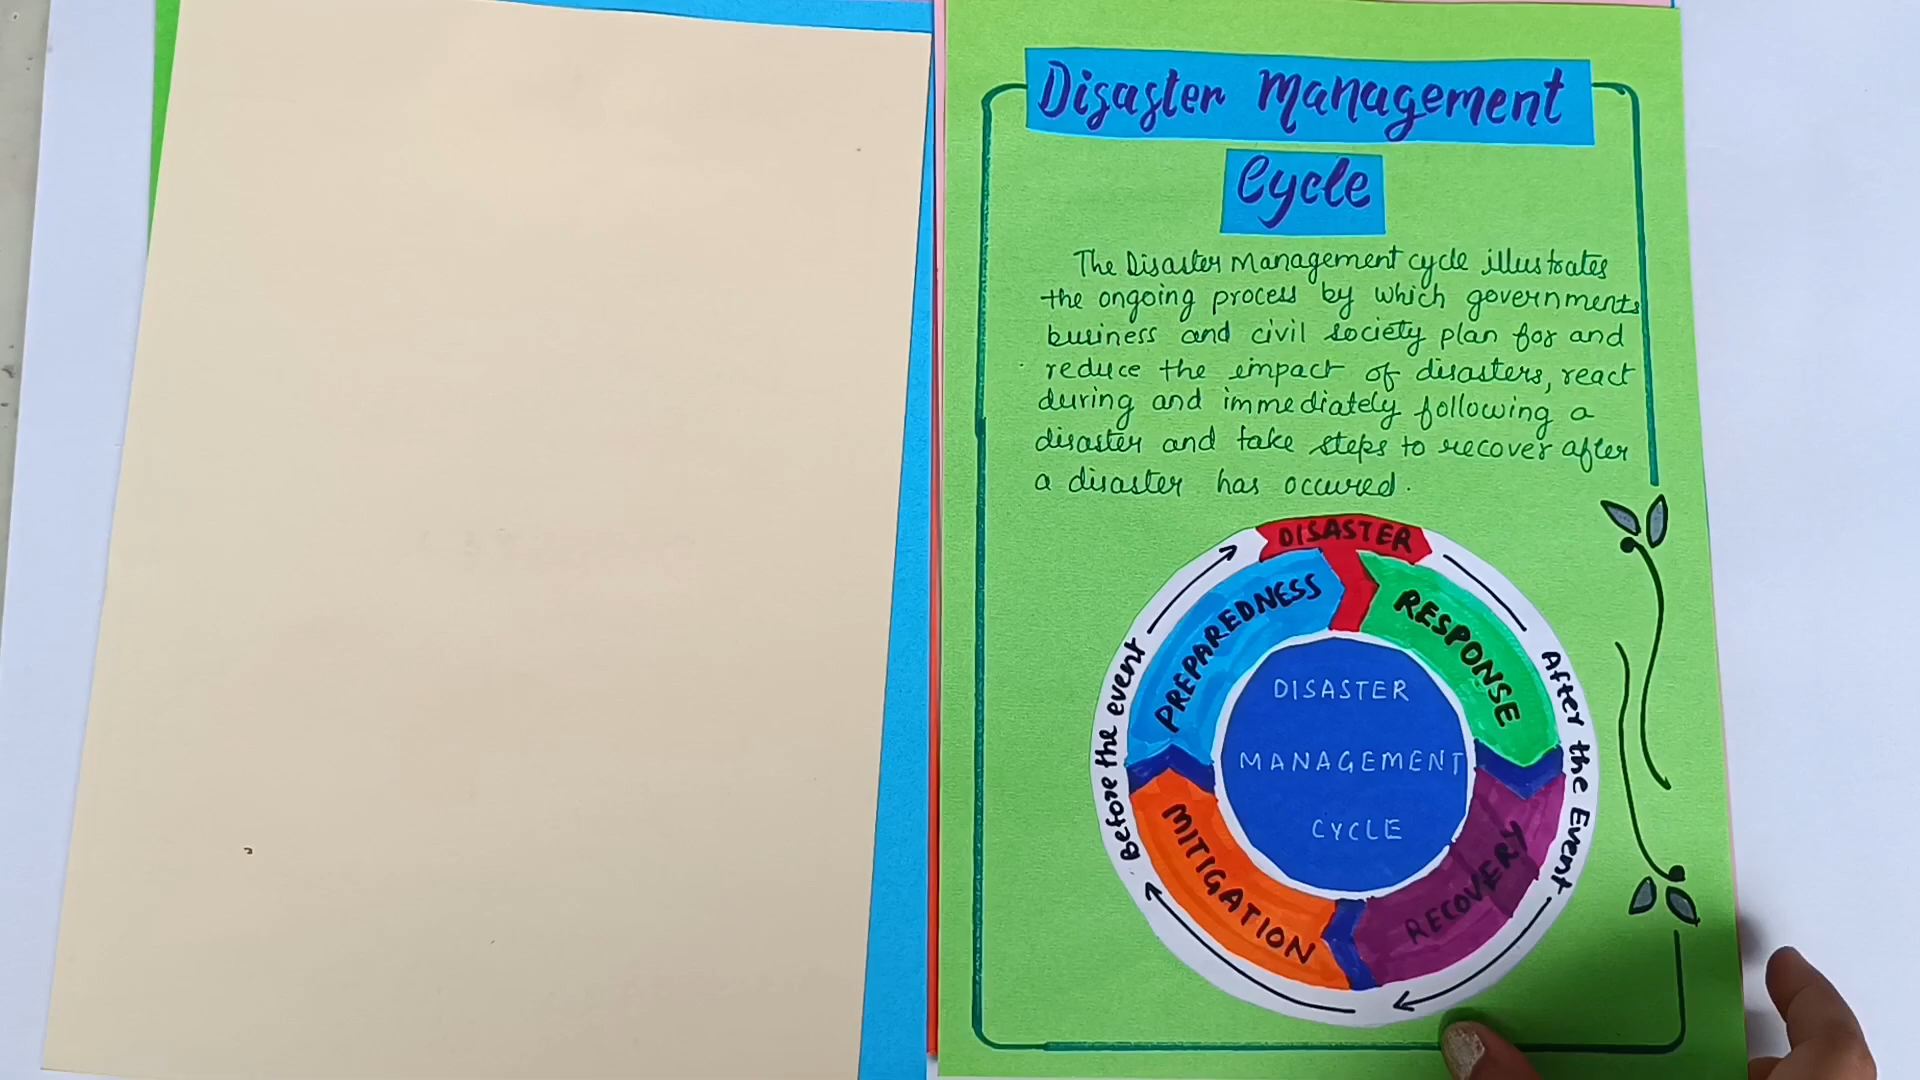 Disaster Management
Cycle
The Disaster Management cycle illustrates
the ongoing process by which governments
business and civil society plan for and
reduce the impact of disasters, react
during and immediately following a
disaster and take steps to recover after
a disaster has occured.
DISASTER
PREPAREDNESS
RESPONSE
Before the event
After the Event
DISASTER
MANAGEMENT
CYCLE
MITIGATION
RECOVERY